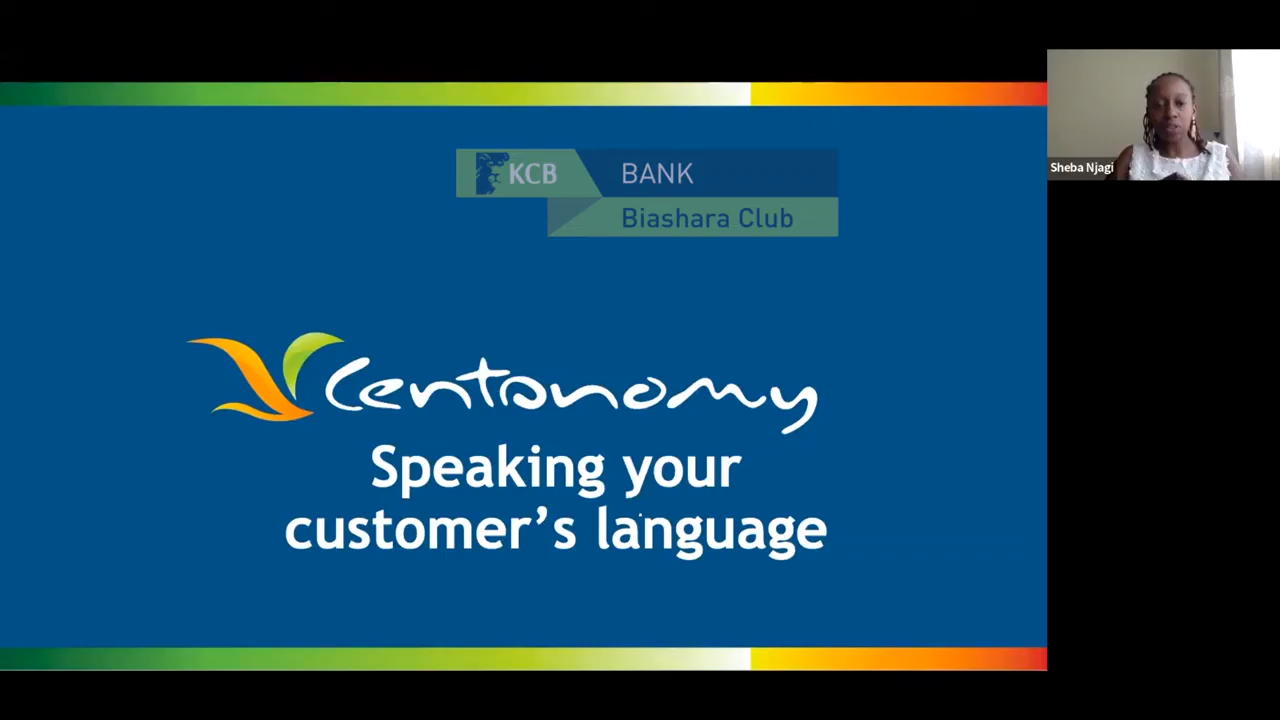 KCB BANK
Biashara Club
Sheba Njagi
Centonomy
Speaking your
customer's language